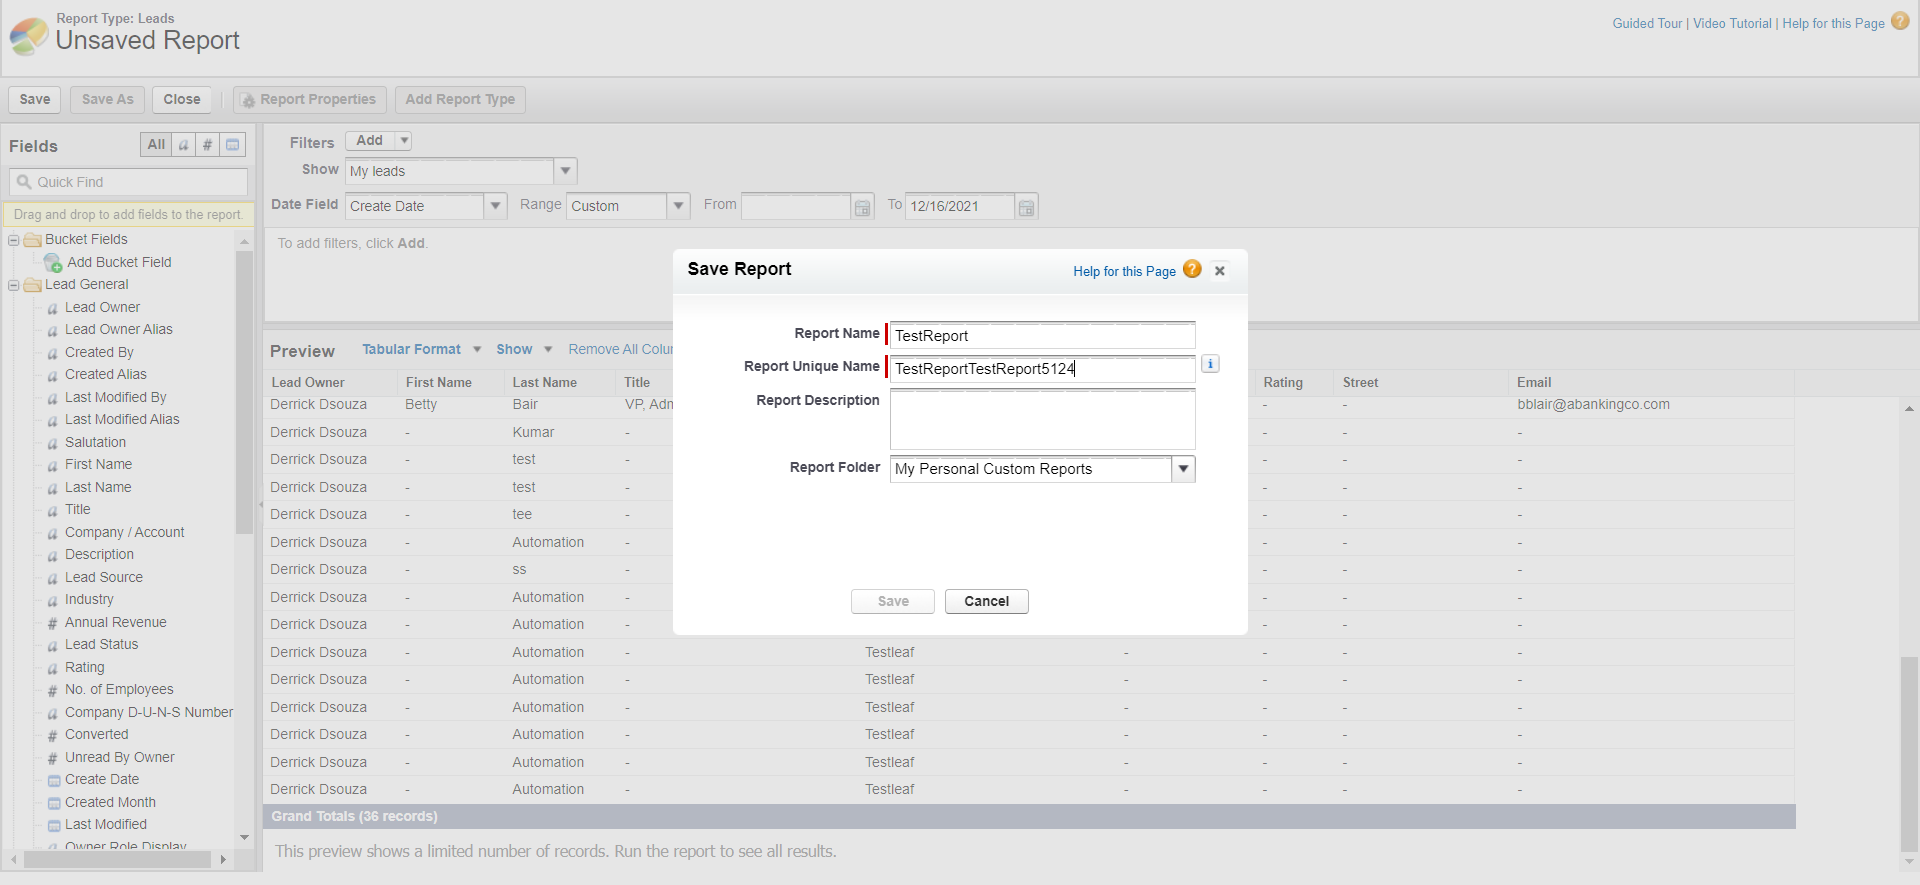 Report Type: Leads
Unsaved Report
Guided Tour | Video Tutorial | Help for this Page ?
Save Save As Close Report Properties Add Report Type
Fields All a #
Quick Find
Drag and drop to add fields to the report.
Bucket Fields
Add Bucket Field
Lead General
a Lead Owner
a Lead Owner Alias
a Created By
a Created Alias
a Last Modified By
a Last Modified Alias
a Salutation
a First Name
a Last Name
a Title
a Company / Account
a Description
a Lead Source
a Industry
# Annual Revenue
a Lead Status
a Rating
# No. of Employees
a Company D-U-N-S Number
# Converted
# Unread By Owner
Create Date
Created Month
Last Modified
Owner Role Display
Filters Add
Show My leads
Date Field Create Date Range Custom From To 12/16/2021
To add filters, click Add.
Preview Tabular Format Show Remove All Colu
Lead Owner First Name Last Name Title Rating Street Email
Derrick Dsouza Betty Bair VP, Adm - - bblair@abankingco.com
Derrick Dsouza - Kumar - - - -
Derrick Dsouza - test - - - -
Derrick Dsouza - test - - - -
Derrick Dsouza - tee - - - -
Derrick Dsouza - Automation - - - -
Derrick Dsouza - ss - - - -
Derrick Dsouza - Automation - - - -
Derrick Dsouza - Automation - - - -
Derrick Dsouza - Automation - Testleaf - - - -
Derrick Dsouza - Automation - Testleaf - - - -
Derrick Dsouza - Automation - Testleaf - - - -
Derrick Dsouza - Automation - Testleaf - - - -
Derrick Dsouza - Automation - Testleaf - - - -
Derrick Dsouza - Automation - Testleaf - - - -
Grand Totals (36 records)
This preview shows a limited number of records. Run the report to see all results.
Save Report
Help for this Page ?
Report Name TestReport
Report Unique Name TestReportTestReport5124 i
Report Description
Report Folder My Personal Custom Reports
Save Cancel